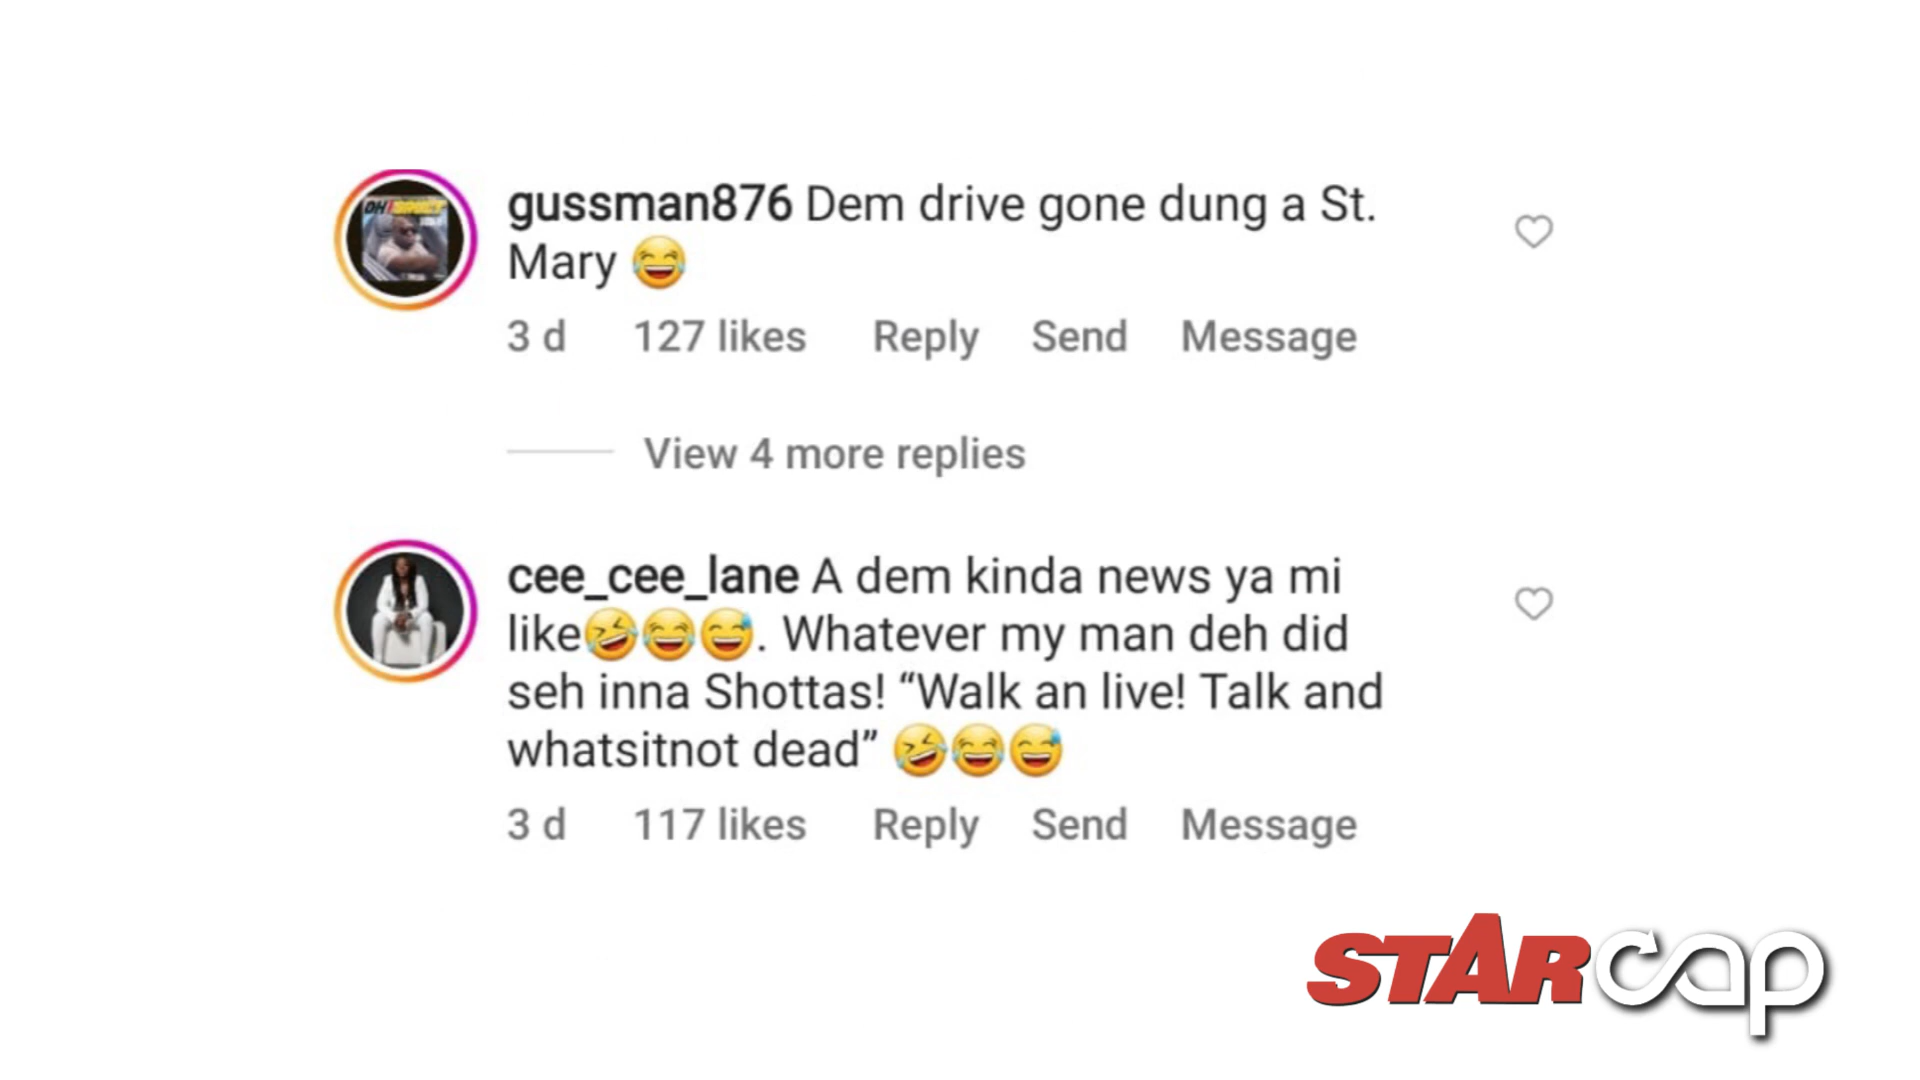 gussman876 Dem drive gone dung a St.
Mary 😂
3 d 127 likes Reply Send Message
View 4 more replies
cee_cee_lane A dem kinda news ya mi
like🤣😂😅. Whatever my man deh did
seh inna Shottas! “Walk an live! Talk and
whatsitnot dead” 🤣😂😅
3 d 117 likes Reply Send Message
STAR cap